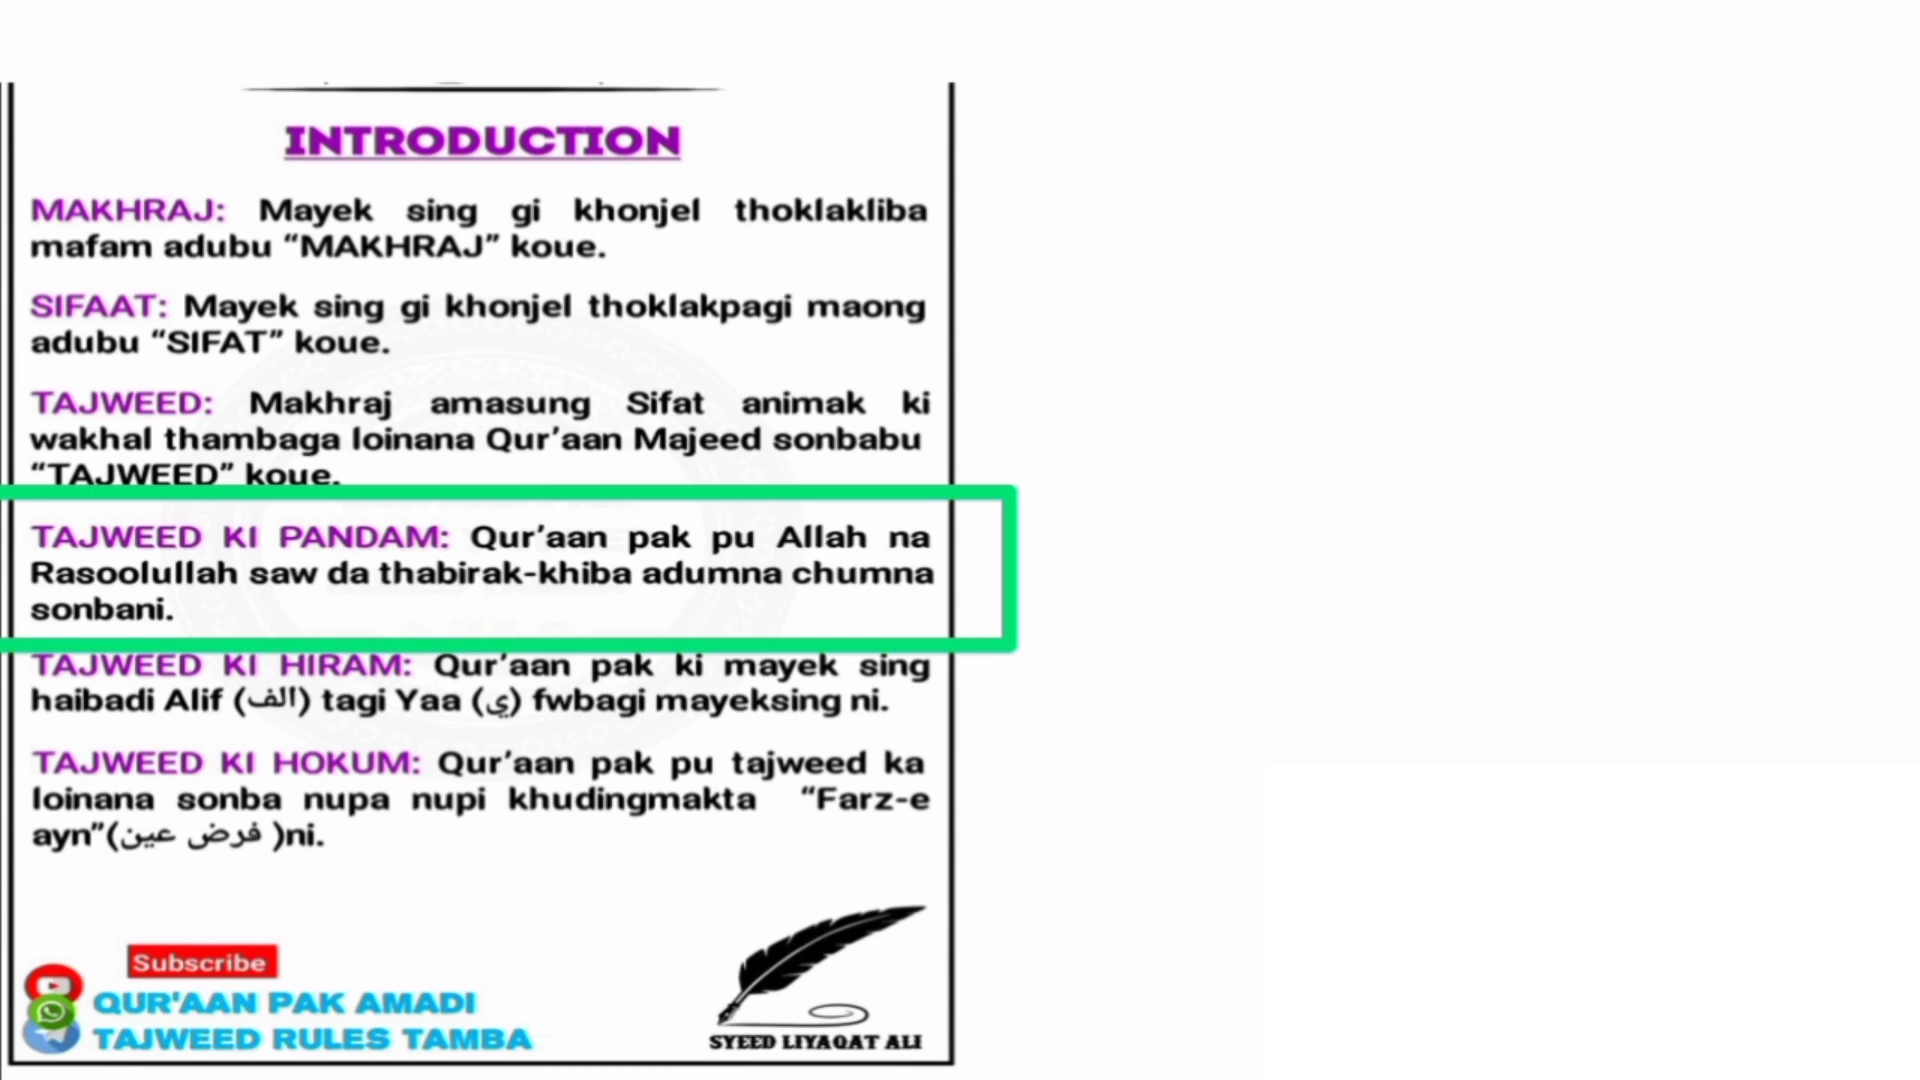 INTRODUCTION
MAKHRAJ: Mayek sing gi khonjel thoklakliba
mafam adubu “MAKHRAJ” koue.
SIFAAT: Mayek sing gi khonjel thoklakpagi maong
adubu “SIFAT” koue.
TAJWEED: Makhraj amasung Sifat animak ki
wakhal thambaga loinana Qur’aan Majeed sonbabu
“TAJWEED” koue.
TAJWEED KI PANDAM: Qur’aan pak pu Allah na
Rasoolullah saw da thabirak-khiba adumna chumna
sonbani.
TAJWEED KI HIRAM: Qur’aan pak ki mayek sing
haibadi Alif (الف) tagi Yaa (ي) fwbagi mayeksing ni.
TAJWEED KI HOKUM: Qur’aan pak pu tajweed ka
loinana sonba nupa nupi khudingmakta “Farz-e
ayn”(فرض عين )ni.
Subscribe
QUR'AAN PAK AMADI
TAJWEED RULES TAMBA
SYEED LIYAQAT ALI